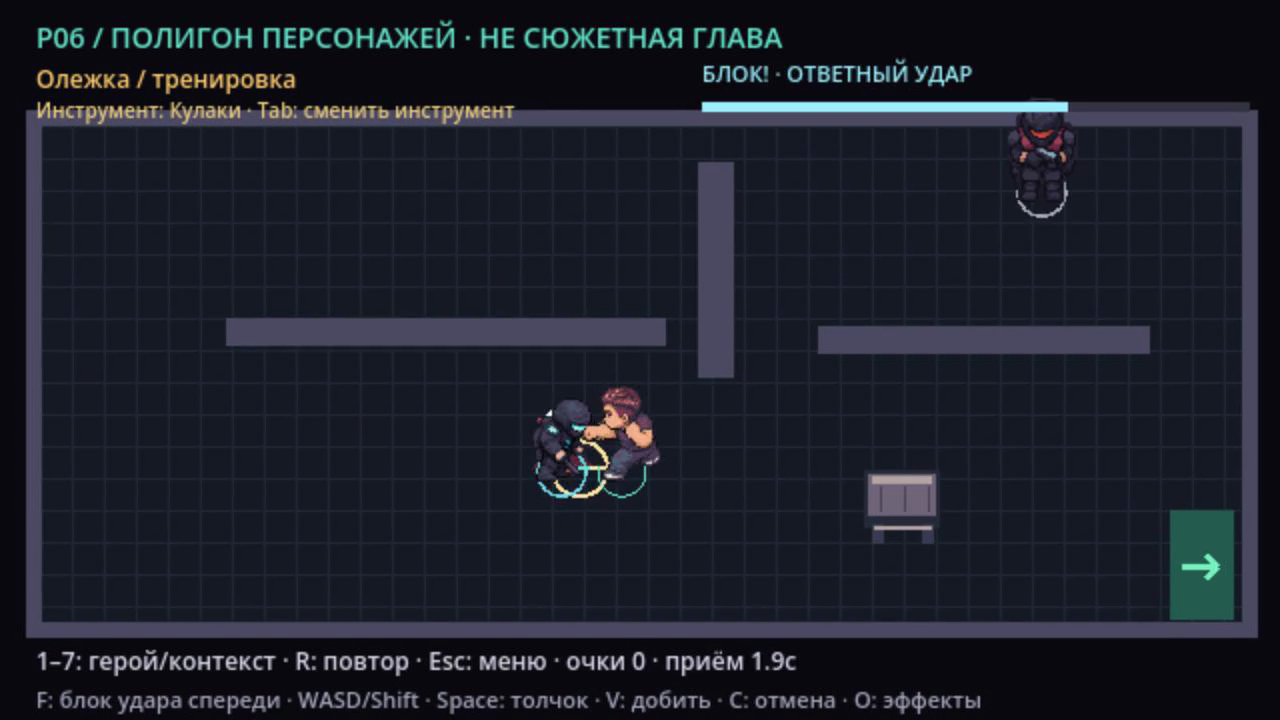 P06 / ПОЛИГОН ПЕРСОНАЖЕЙ · НЕ СЮЖЕТНАЯ ГЛАВА
Олежка / тренировка
БЛОК! · ОТВЕТНЫЙ УДАР
Инструмент: Кулаки · Tab: сменить инструмент
→
1–7: герой/контекст · R: повтор · Esc: меню · очки 0 · приём 1.9с
F: блок удара спереди · WASD/Shift · Space: толчок · V: добить · C: отмена · O: эффекты